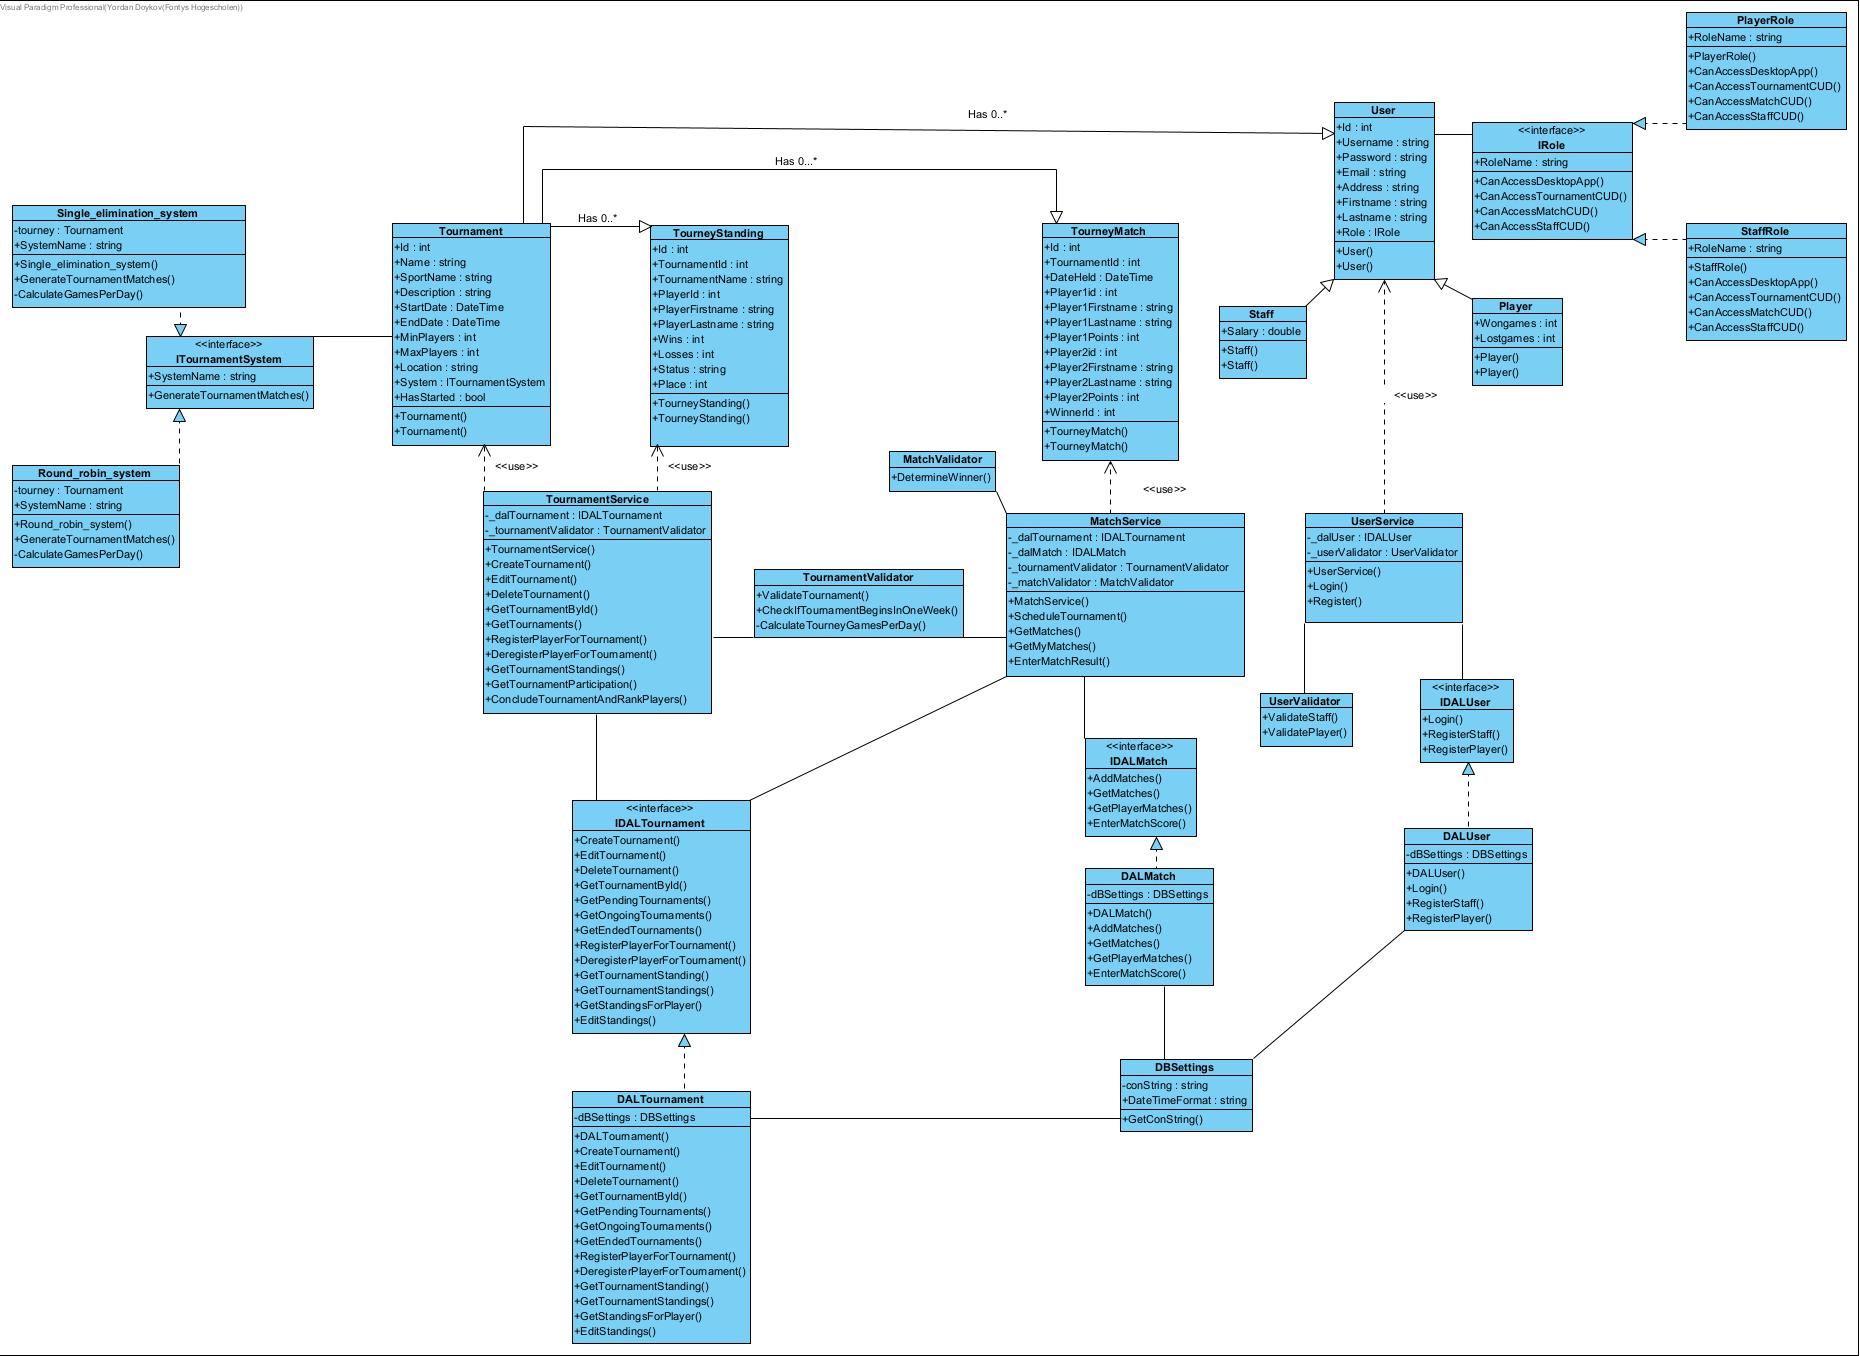 Visual Paradigm Professional(Yordan Doykov(Fontys Hogescholen))
PlayerRole
+RoleName : string
+PlayerRole()
+CanAccessDesktopApp()
+CanAccessTournamentCUD()
+CanAccessMatchCUD()
+CanAccessStaffCUD()
Has 0..*
User
+Id : int
+Username : string
+Password : string
+Email : string
+Address : string
+Firstname : string
+Lastname : string
+Role : IRole
+User()
+User()
<<interface>>
IRole
+RoleName : string
+CanAccessDesktopApp()
+CanAccessTournamentCUD()
+CanAccessMatchCUD()
+CanAccessStaffCUD()
Has 0...*
Has 0..*
Single_elimination_system
-tourney : Tournament
+SystemName : string
+Single_elimination_system()
+GenerateTournamentMatches()
-CalculateGamesPerDay()
Tournament
+Id : int
+Name : string
+SportName : string
+Description : string
+StartDate : DateTime
+EndDate : DateTime
+MinPlayers : int
+MaxPlayers : int
+Location : string
+System : ITournamentSystem
+HasStarted : bool
+Tournament()
+Tournament()
TourneyStanding
+Id : int
+TournamentId : int
+TournamentName : string
+PlayerId : int
+PlayerFirstname : string
+PlayerLastname : string
+Wins : int
+Losses : int
+Status : string
+Place : int
+TourneyStanding()
+TourneyStanding()
TourneyMatch
+Id : int
+TournamentId : int
+DateHeld : DateTime
+Player1id : int
+Player1Firstname : string
+Player1Lastname : string
+Player1Points : int
+Player2id : int
+Player2Firstname : string
+Player2Lastname : string
+Player2Points : int
+WinnerId : int
+TourneyMatch()
+TourneyMatch()
StaffRole
+RoleName : string
+StaffRole()
+CanAccessDesktopApp()
+CanAccessTournamentCUD()
+CanAccessMatchCUD()
+CanAccessStaffCUD()
Staff
+Salary : double
+Staff()
+Staff()
Player
+Wongames : int
+Lostgames : int
+Player()
+Player()
<<interface>>
ITournamentSystem
+SystemName : string
+GenerateTournamentMatches()
<<use>>
Round_robin_system
-tourney : Tournament
+SystemName : string
+Round_robin_system()
+GenerateTournamentMatches()
-CalculateGamesPerDay()
<<use>>
<<use>>
MatchValidator
+DetermineWinner()
<<use>>
TournamentService
-_dalTournament : IDALTournament
-_tournamentValidator : TournamentValidator
+TournamentService()
+CreateTournament()
+EditTournament()
+DeleteTournament()
+GetTournamentById()
+GetTournaments()
+RegisterPlayerForTournament()
+DeregisterPlayerForTournament()
+GetTournamentStandings()
+GetTournamentParticipation()
+ConcludeTournamentAndRankPlayers()
TournamentValidator
+ValidateTournament()
+CheckIfTournamentBeginsInOneWeek()
-CalculateTourneyGamesPerDay()
MatchService
-_dalTournament : IDALTournament
-_dalMatch : IDALMatch
-_tournamentValidator : TournamentValidator
-_matchValidator : MatchValidator
+MatchService()
+ScheduleTournament()
+GetMatches()
+GetMyMatches()
+EnterMatchResult()
UserService
-_dalUser : IDALUser
-_userValidator : UserValidator
+UserService()
+Login()
+Register()
UserValidator
+ValidateStaff()
+ValidatePlayer()
<<interface>>
IDALUser
+Login()
+RegisterStaff()
+RegisterPlayer()
<<interface>>
IDALMatch
+AddMatches()
+GetMatches()
+GetPlayerMatches()
+EnterMatchScore()
<<interface>>
IDALTournament
+CreateTournament()
+EditTournament()
+DeleteTournament()
+GetTournamentById()
+GetPendingTournaments()
+GetOngoingTournaments()
+GetEndedTournaments()
+RegisterPlayerForTournament()
+DeregisterPlayerForTournament()
+GetTournamentStanding()
+GetTournamentStandings()
+GetStandingsForPlayer()
+EditStandings()
DALUser
-dBSettings : DBSettings
+DALUser()
+Login()
+RegisterStaff()
+RegisterPlayer()
DALMatch
-dBSettings : DBSettings
+DALMatch()
+AddMatches()
+GetMatches()
+GetPlayerMatches()
+EnterMatchScore()
DBSettings
-conString : string
+DateTimeFormat : string
+GetConString()
DALTournament
-dBSettings : DBSettings
+DALTournament()
+CreateTournament()
+EditTournament()
+DeleteTournament()
+GetTournamentById()
+GetPendingTournaments()
+GetOngoingTournaments()
+GetEndedTournaments()
+RegisterPlayerForTournament()
+DeregisterPlayerForTournament()
+GetTournamentStanding()
+GetTournamentStandings()
+GetStandingsForPlayer()
+EditStandings()